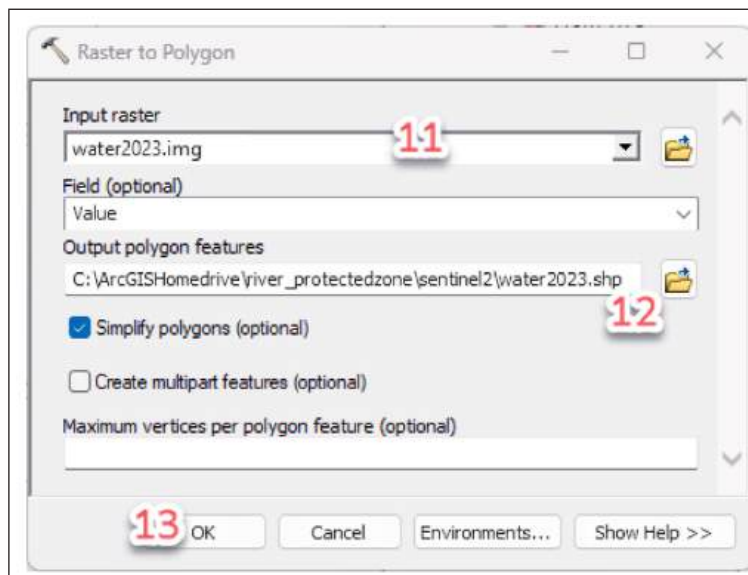 Raster to Polygon
Input raster
11
water2023.img
Field (optional)
Value
Output polygon features
C:\ArcGISHomedrive\river_protectedzone\sentinel2\water2023.shp
12
Simplify polygons (optional)
Create multipart features (optional)
Maximum vertices per polygon feature (optional)
13 OK Cancel Environments... Show Help >>